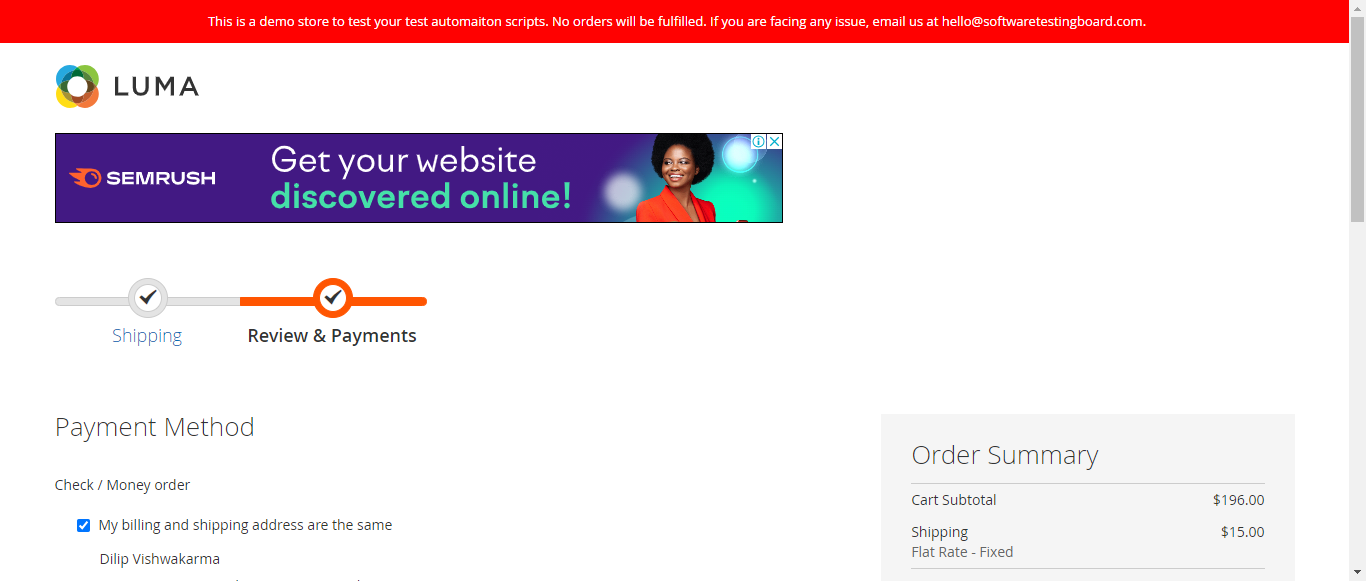 This is a demo store to test your test automaiton scripts. No orders will be fulfilled. If you are facing any issue, email us at hello@softwaretestingboard.com.
LUMA
SEMRUSH
Get your website
discovered online!
Shipping
Review & Payments
Payment Method
Check / Money order
My billing and shipping address are the same
Dilip Vishwakarma
Order Summary
Cart Subtotal $196.00
Shipping $15.00
Flat Rate - Fixed